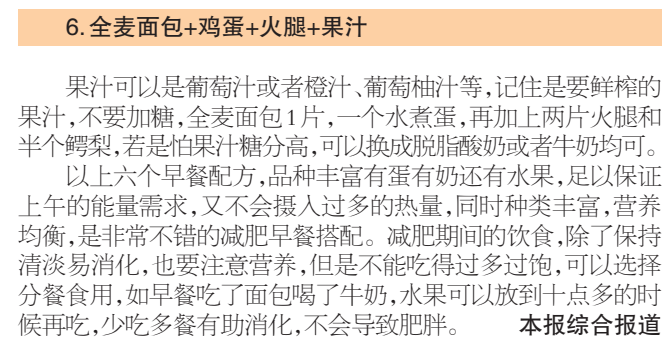 6. 全麦面包+鸡蛋+火腿+果汁
果汁可以是葡萄汁或者橙汁、葡萄柚汁等,记住是要鲜榨的
果汁,不要加糖,全麦面包1片,一个水煮蛋,再加上两片火腿和
半个鳄梨,若是怕果汁糖分高,可以换成脱脂酸奶或者牛奶均可。
以上六个早餐配方,品种丰富有蛋有奶还有水果,足以保证
上午的能量需求,又不会摄入过多的热量,同时种类丰富,营养
均衡,是非常不错的减肥早餐搭配。减肥期间的饮食,除了保持
清淡易消化,也要注意营养,但是不能吃得过多过饱,可以选择
分餐食用,如早餐吃了面包喝了牛奶,水果可以放到十点多的时
候再吃,少吃多餐有助消化,不会导致肥胖。 本报综合报道